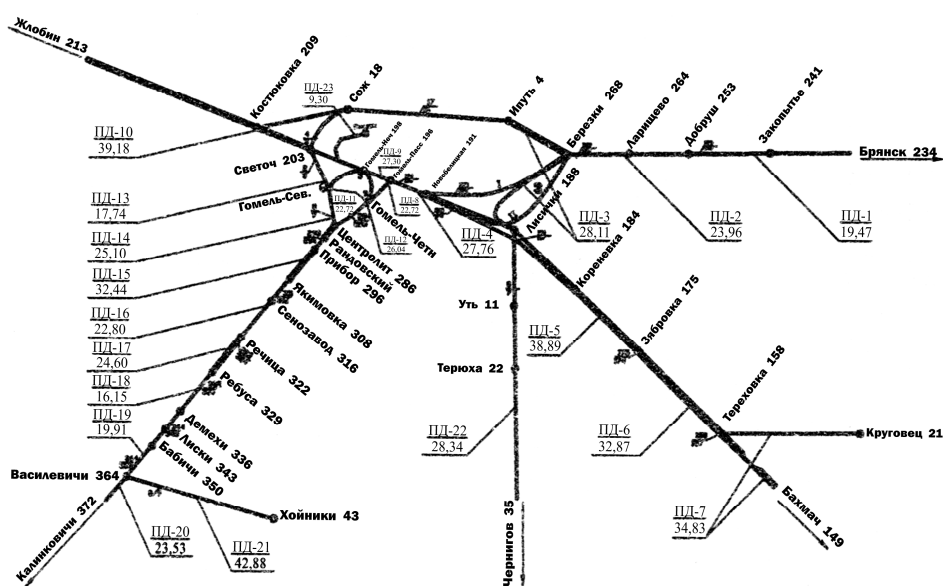 Жлобин 213
Костюковка 209
Сож 18
ПД-23
9,30
Ипуть 4
Березки 268
Ларищево 264
Добруш 253
Закопытье 241
Брянск 234
ПД-10
39,18
Светоч 203
ПД-9
27,30
Новобелицкая 191
Лисички 188
ПД-13
17,74
Гомель-Сев.
ПД-11
22,72
ПД-8
22,72
Гомель-Четн
ПД-12
26,04
ПД-4
27,76
ПД-3
28,11
ПД-2
23,96
ПД-1
19,47
Кореневка 184
ПД-14
25,10
Центролит 286
Рандовский
Прибор 296
ПД-15
32,44
Якимовка 308
Сенозавод 316
Уть 11
Зябровка 175
ПД-16
22,80
ПД-5
38,89
ПД-17
24,60
Речица 322
Терюха 22
Тереховка 158
ПД-18
16,15
Ребуса 329
ПД-19
19,91
Демехи 336
Лиски 343
Бабичи 350
ПД-22
28,34
ПД-6
32,87
Круговец 21
Василевичи 364
Хойники 43
ПД-7
34,83
Бахмач 149
Калинковичи 372
ПД-20
23,53
ПД-21
42,88
Чернигов 35